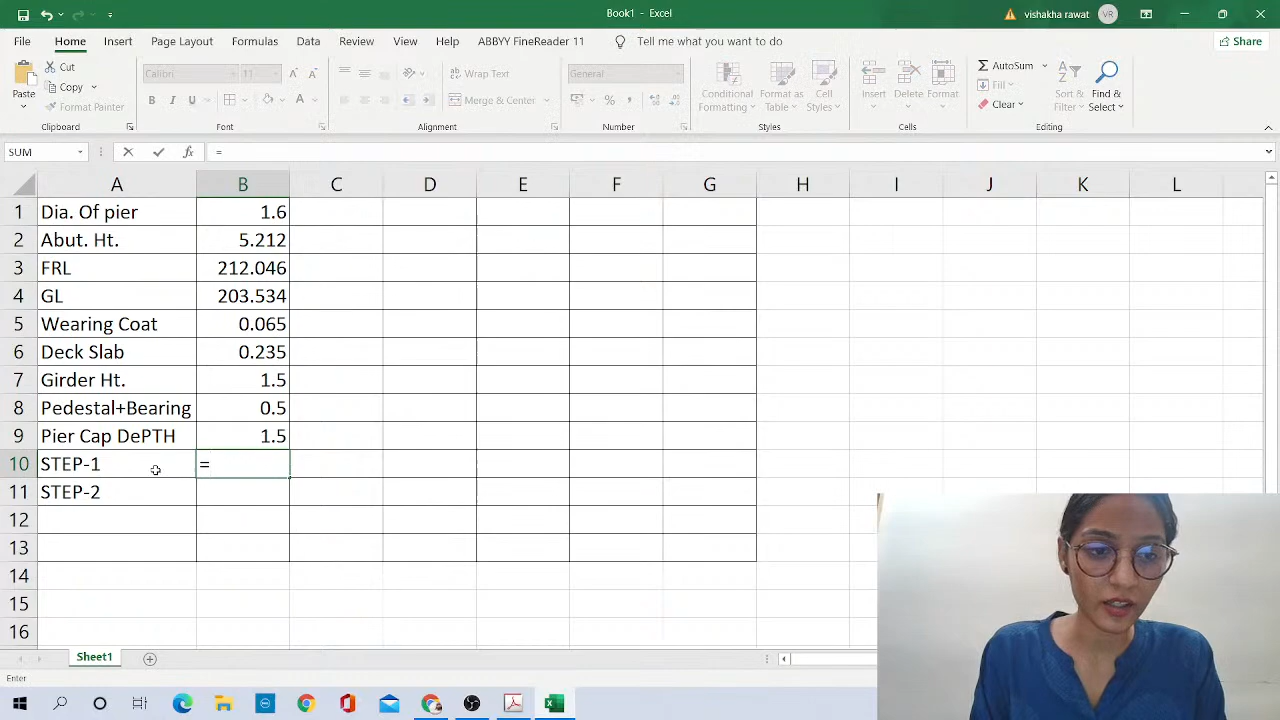 Book1 - Excel
vishakha rawat VR
File Home Insert Page Layout Formulas Data Review View Help ABBYY FineReader 11 Tell me what you want to do Share
Paste Cut Copy Format Painter Clipboard
Calibri 11 A A B I U A Font
Wrap Text Merge & Center Alignment
General % , Number
Conditional Formatting Format as Table Cell Styles Styles
Insert Delete Format Cells
AutoSum Fill Clear Sort & Filter Find & Select Editing
SUM fx =
A B C D E F G H I J K L
1 Dia. Of pier 1.6
2 Abut. Ht. 5.212
3 FRL 212.046
4 GL 203.534
5 Wearing Coat 0.065
6 Deck Slab 0.235
7 Girder Ht. 1.5
8 Pedestal+Bearing 0.5
9 Pier Cap DePTH 1.5
10 STEP-1 =
11 STEP-2
12
13
14
15
16
Sheet1
Enter